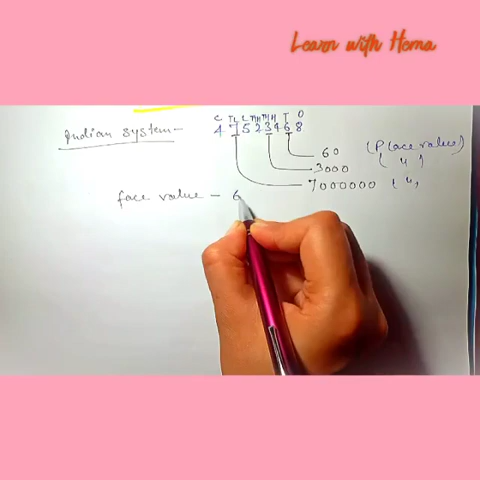 Learn with Homa
C TL L TTH TH H T O
Indian system - 4 7 5 2 3 4 6 8
60 (Place value)
3000 ( " )
7000000 ( "
face value - 6